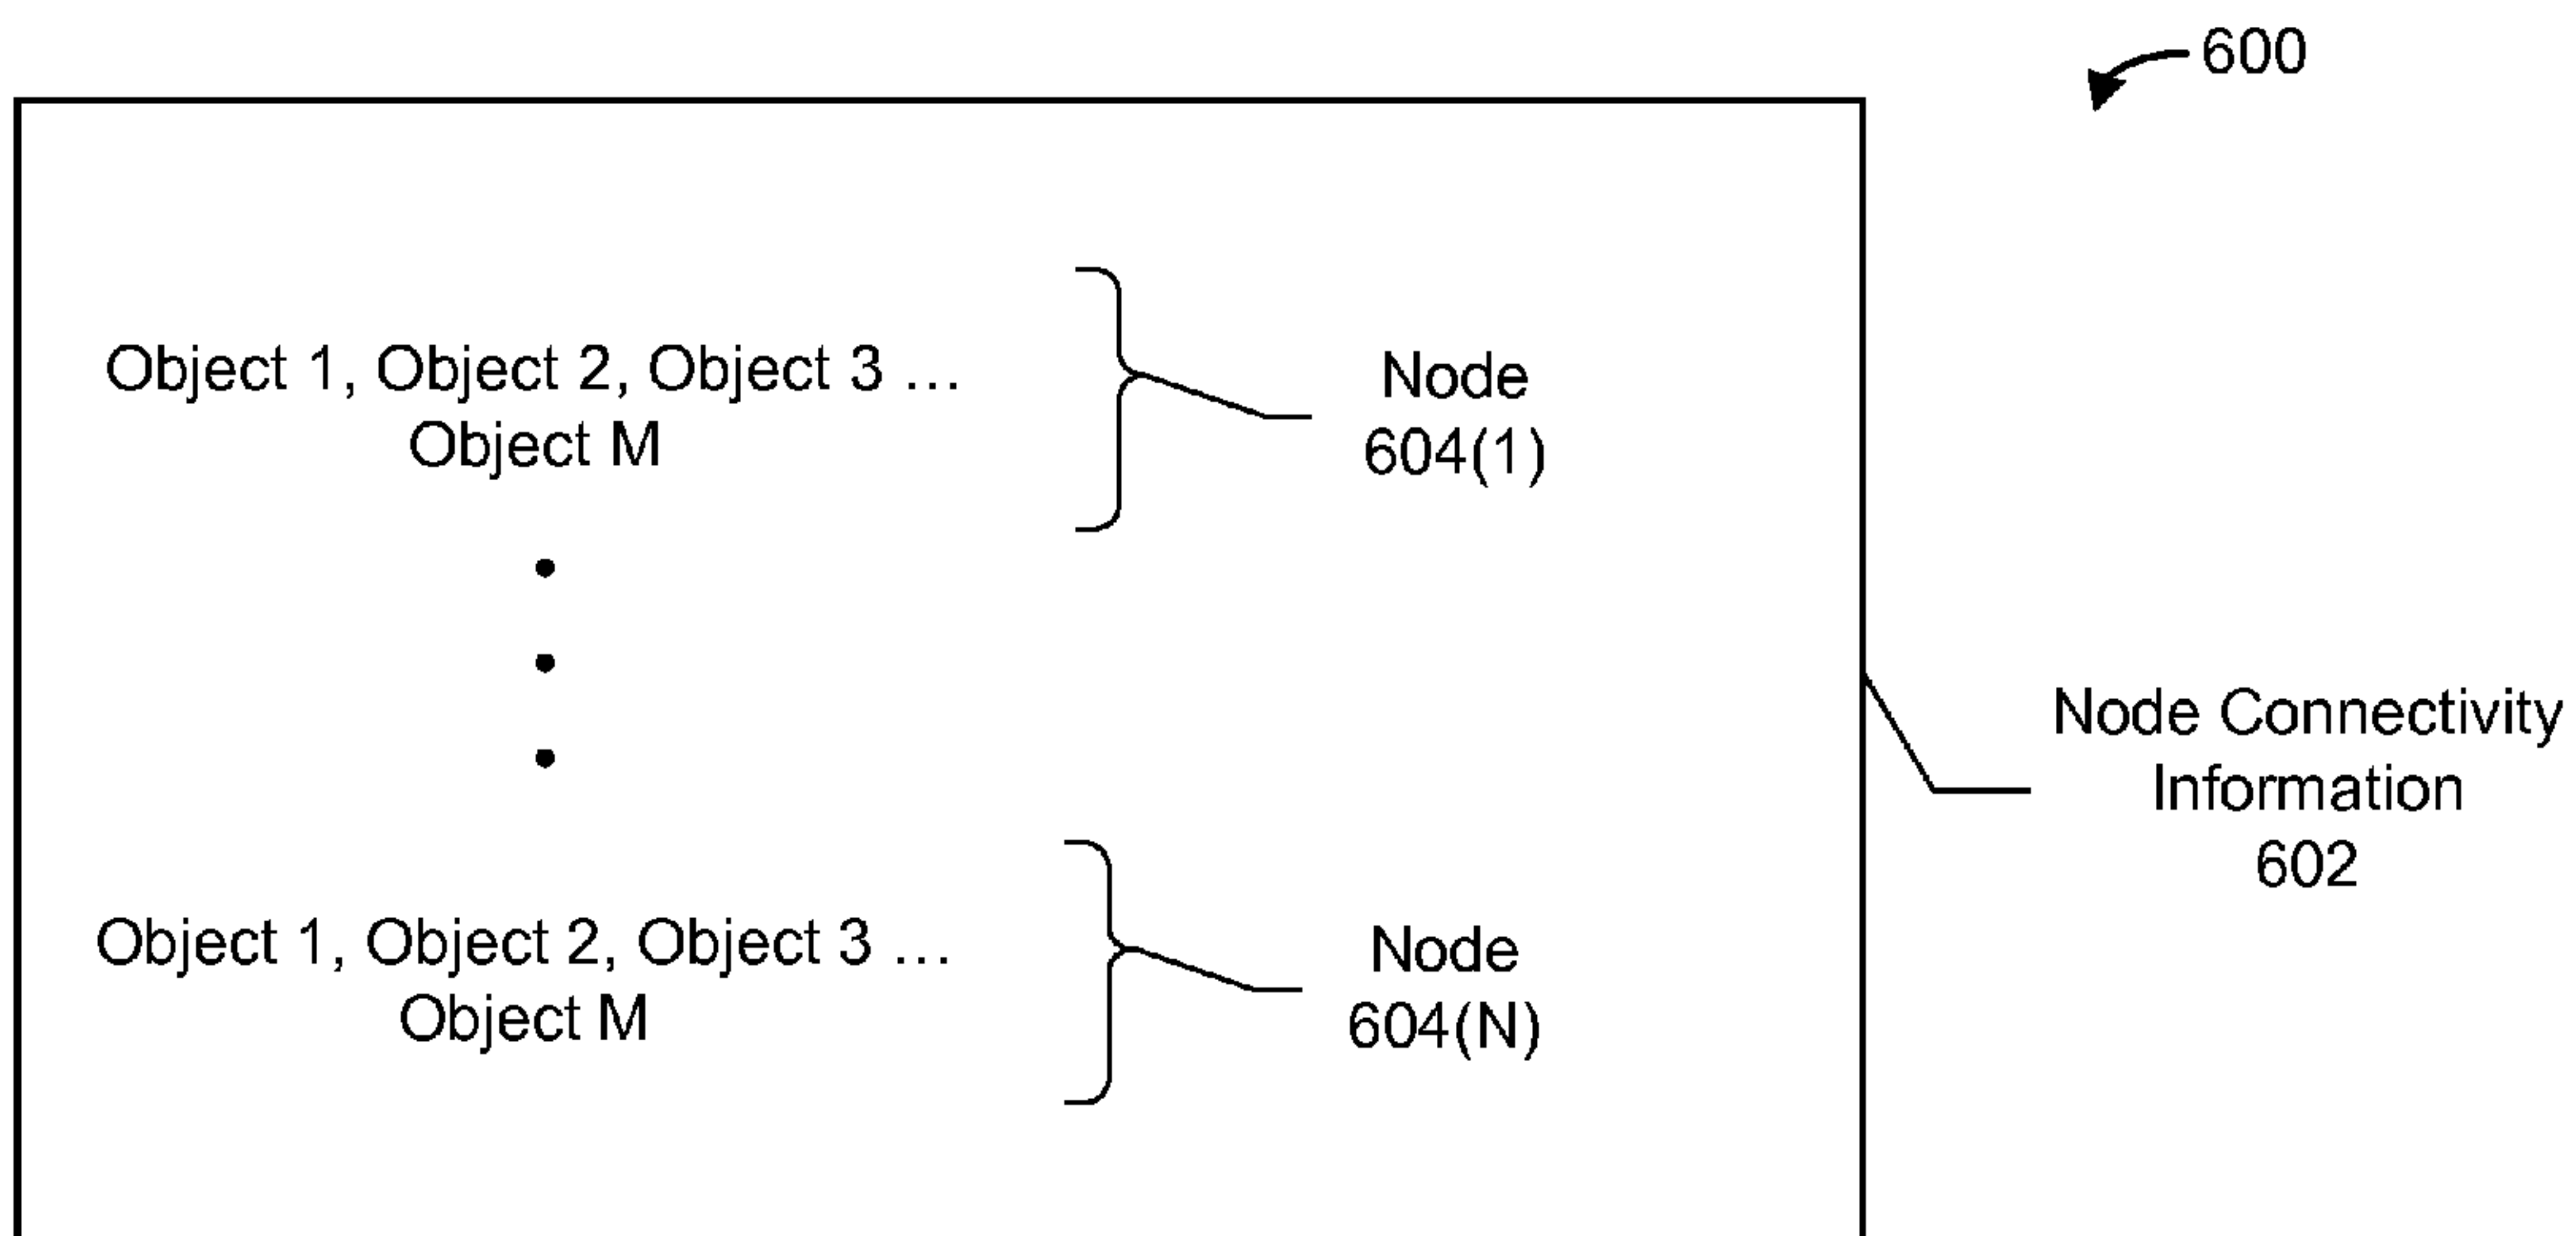 600
Object 1, Object 2, Object 3 ...
Object M
Node
604(1)
Node Connectivity
Information
602
Object 1, Object 2, Object 3 ...
Object M
Node
604(N)